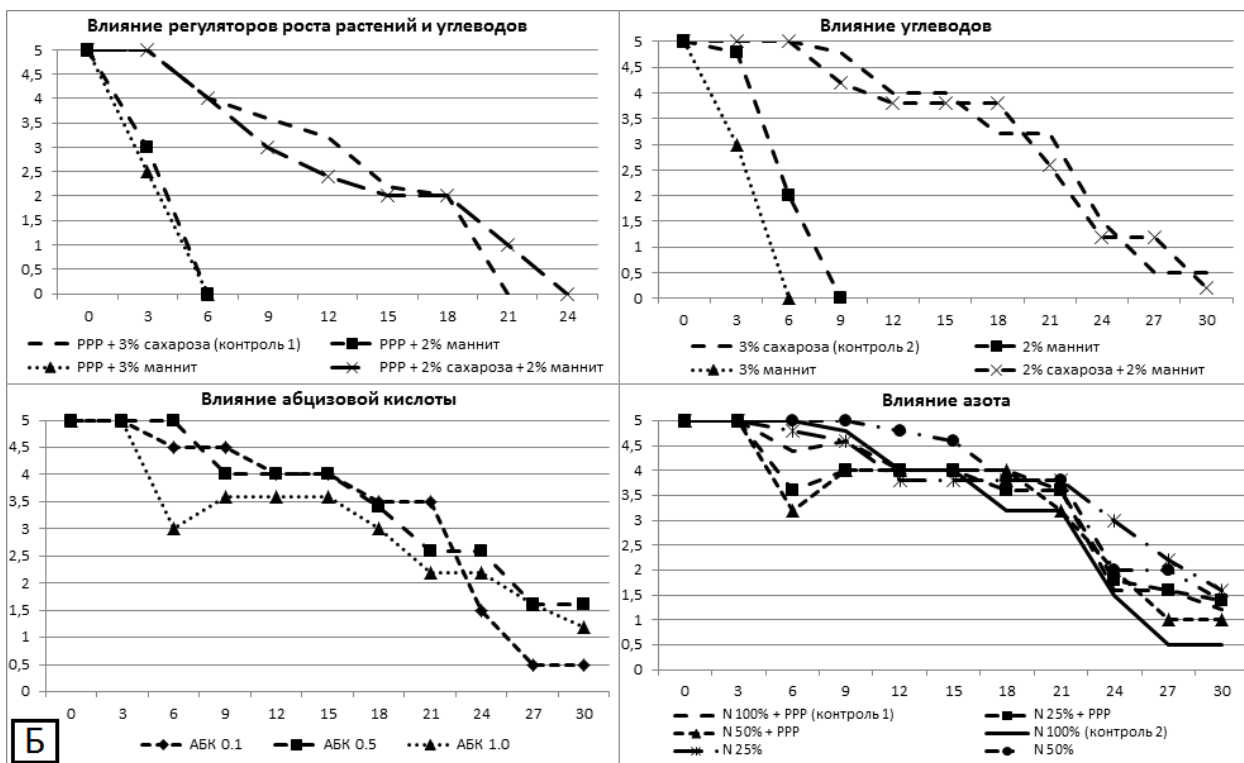 Влияние регуляторов роста растений и углеводов
5
4,5
4
3,5
3
2,5
2
1,5
1
0,5
0
0 3 6 9 12 15 18 21 24
РРР + 3% сахароза (контроль 1)
РРР + 2% маннит
РРР + 3% маннит
РРР + 2% сахароза + 2% маннит
Влияние углеводов
5
4,5
4
3,5
3
2,5
2
1,5
1
0,5
0
0 3 6 9 12 15 18 21 24 27 30
3% сахароза (контроль 2)
2% маннит
3% маннит
2% сахароза + 2% маннит
Влияние абцизовой кислоты
5
4,5
4
3,5
3
2,5
2
1,5
1
0,5
0
0 3 6 9 12 15 18 21 24 27 30
Б
АБК 0.1
АБК 0.5
АБК 1.0
Влияние азота
5
4,5
4
3,5
3
2,5
2
1,5
1
0,5
0
0 3 6 9 12 15 18 21 24 27 30
N 100% + РРР (контроль 1)
N 25% + РРР
N 50% + РРР
N 100% (контроль 2)
N 25%
N 50%